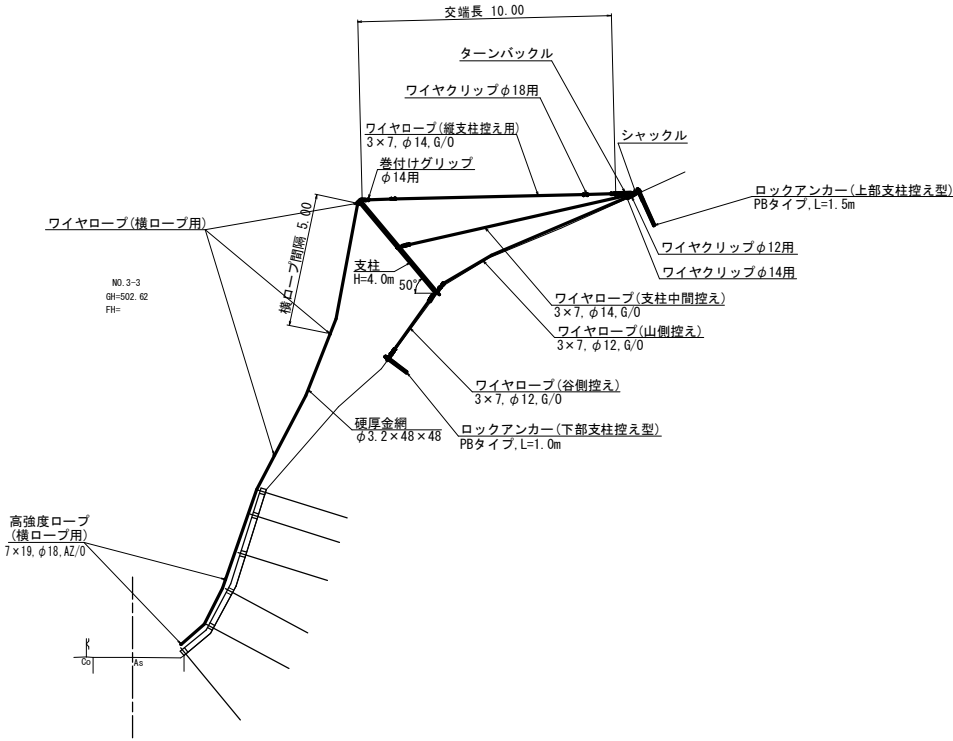 交端長 10.00
ターンバックル
ワイヤクリップφ18用
ワイヤロープ(縦支柱控え用)
3×7,φ14,G/O
シャックル
巻付けグリップ
φ14用
ロックアンカー(上部支柱控え型)
PBタイプ,L=1.5m
ワイヤロープ(横ロープ用)
横ロープ間隔 5.00
ワイヤクリップφ12用
ワイヤクリップφ14用
支柱
H=4.0m
50°
NO.3-3
GH=502.62
FH=
ワイヤロープ(支柱中間控え)
3×7,φ14,G/O
ワイヤロープ(山側控え)
3×7,φ12,G/O
ワイヤロープ(谷側控え)
3×7,φ12,G/O
硬厚金網
φ3.2×48×48
ロックアンカー(下部支柱控え型)
PBタイプ,L=1.0m
高強度ロープ
(横ロープ用)
7×19,φ18,AZ/O
Co
As